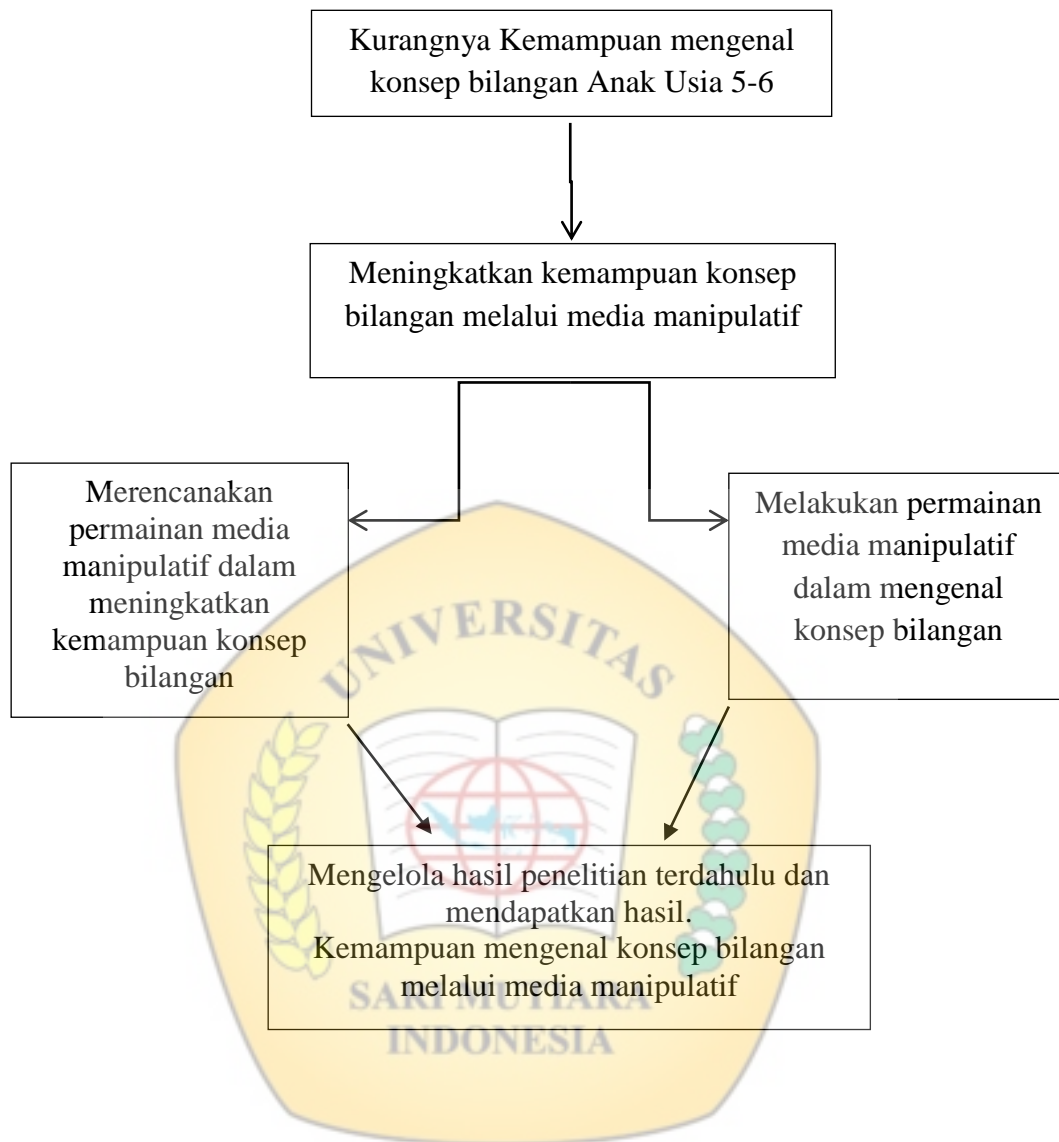 Kurangnya Kemampuan mengenal
konsep bilangan Anak Usia 5-6
Meningkatkan kemampuan konsep
bilangan melalui media manipulatif
Merencanakan
permainan media
manipulatif dalam
meningkatkan
kemampuan konsep
bilangan
Melakukan permainan
media manipulatif
dalam mengenal
konsep bilangan
UNIVERSITAS
Mengelola hasil penelitian terdahulu dan
mendapatkan hasil.
Kemampuan mengenal konsep bilangan
melalui media manipulatif
SARI MUTIARA
INDONESIA